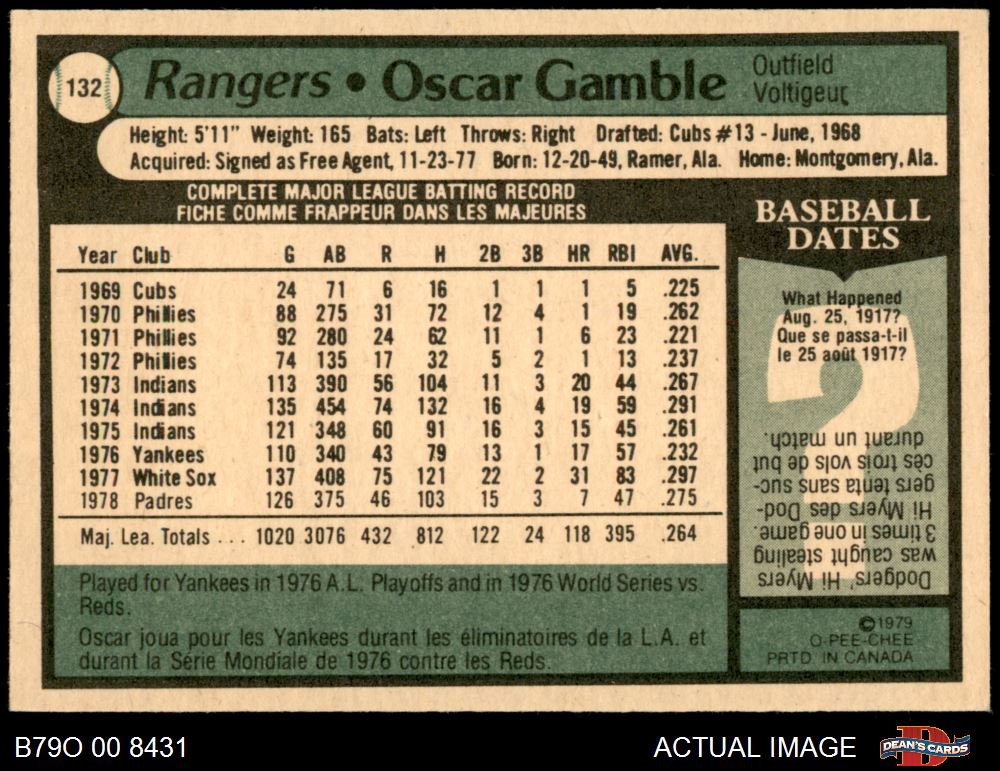 132
Rangers • Oscar Gamble
Outfield
Voltigeur
Height: 5'11" Weight: 165 Bats: Left Throws: Right Drafted: Cubs #13 - June, 1968
Acquired: Signed as Free Agent, 11-23-77 Born: 12-20-49, Ramer, Ala. Home: Montgomery, Ala.
COMPLETE MAJOR LEAGUE BATTING RECORD
FICHE COMME FRAPPEUR DANS LES MAJEURES
Year Club G AB R H 2B 3B HR RBI AVG.
1969 Cubs 24 71 6 16 1 1 1 5 .225
1970 Phillies 88 275 31 72 12 4 1 19 .262
1971 Phillies 92 280 24 62 11 1 6 23 .221
1972 Phillies 74 135 17 32 5 2 1 13 .237
1973 Indians 113 390 56 104 11 3 20 44 .267
1974 Indians 135 454 74 132 16 4 19 59 .291
1975 Indians 121 348 60 91 16 3 15 45 .261
1976 Yankees 110 340 43 79 13 1 17 57 .232
1977 White Sox 137 408 75 121 22 2 31 83 .297
1978 Padres 126 375 46 103 15 3 7 47 .275
Maj. Lea. Totals ... 1020 3076 432 812 122 24 118 395 .264
Played for Yankees in 1976 A.L. Playoffs and in 1976 World Series vs.
Reds.
Oscar joua pour les Yankees durant les éliminatoires de la L.A. et
durant la Série Mondiale de 1976 contre les Reds.
BASEBALL
DATES
What Happened
Aug. 25, 1917?
Que se passa-t-il
le 25 août 1917?
Dodgers' Hi Myers
was caught stealing
3 times in one game.
Hi Myers des Dod-
gers tenta sans suc-
cès trois vols de but
durant un match.
©1979
O-PEE-CHEE
PRTD IN CANADA
B79O 00 8431
ACTUAL IMAGE
DEAN'S CARDS